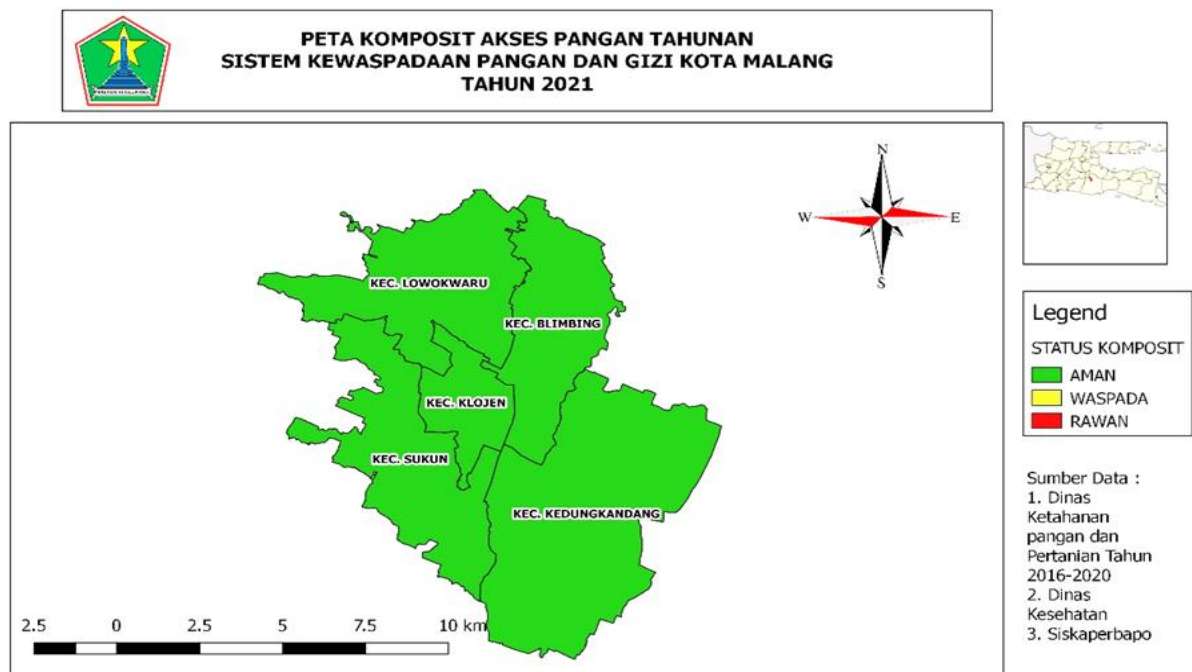 PETA KOMPOSIT AKSES PANGAN TAHUNAN
SISTEM KEWASPADAAN PANGAN DAN GIZI KOTA MALANG
TAHUN 2021
N
W
E
S
KEC. LOWOKWARU
KEC. BLIMBING
KEC. KLOJEN
KEC. SUKUN
KEC. KEDUNGKANDANG
2.5 0 2.5 5 7.5 10 km
Legend
STATUS KOMPOSIT
AMAN
WASPADA
RAWAN
Sumber Data :
1. Dinas
Ketahanan
pangan dan
Pertanian Tahun
2016-2020
2. Dinas
Kesehatan
3. Siskaperbapo